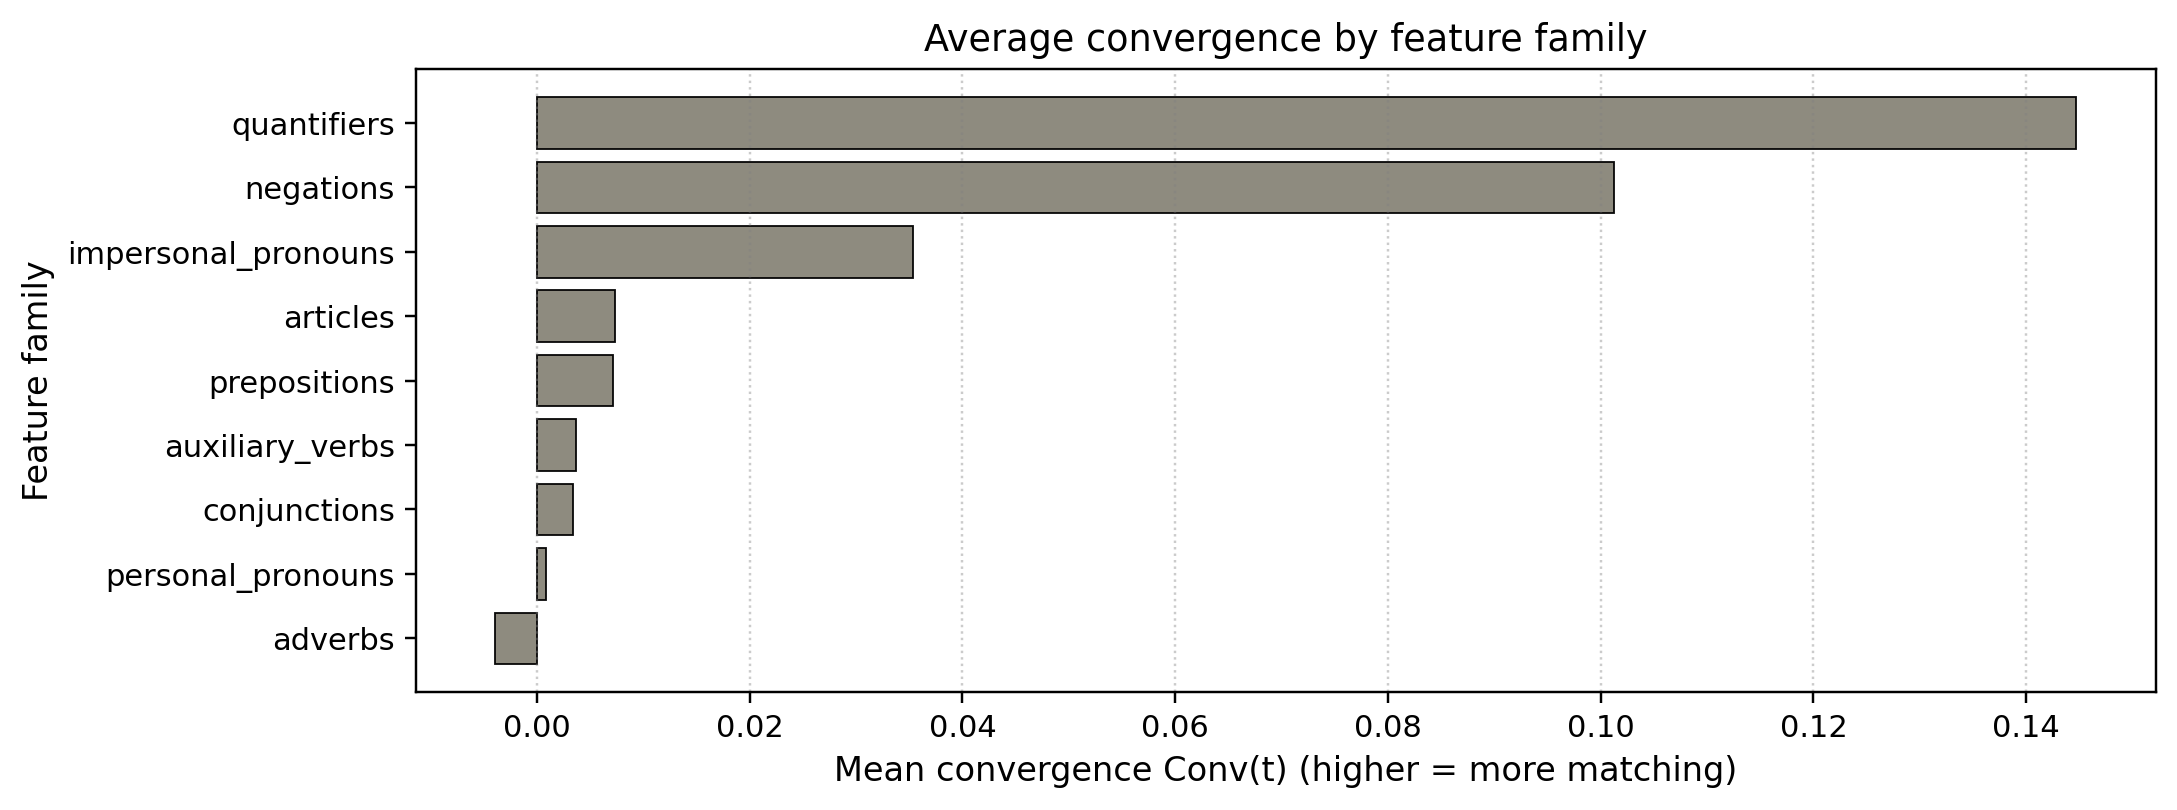 Average convergence by feature family
Feature family
quantifiers
negations
impersonal_pronouns
articles
prepositions
auxiliary_verbs
conjunctions
personal_pronouns
adverbs
0.00 0.02 0.04 0.06 0.08 0.10 0.12 0.14
Mean convergence Conv(t) (higher = more matching)